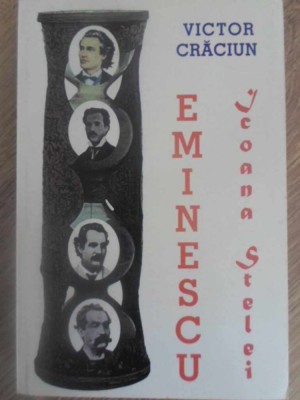 VICTOR
CRĂCIUN
EMINESCU
Icoana Stelei